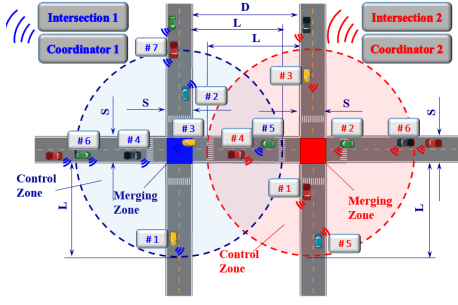 Intersection 1
Coordinator 1
D
Intersection 2
Coordinator 2
L
#7
L
#3
#2
S
S
S
S
#6
#4
#3
#4
#5
#2
#6
Control
Zone
Merging
Zone
#1
Merging
Zone
L
L
#1
Control
Zone
#5